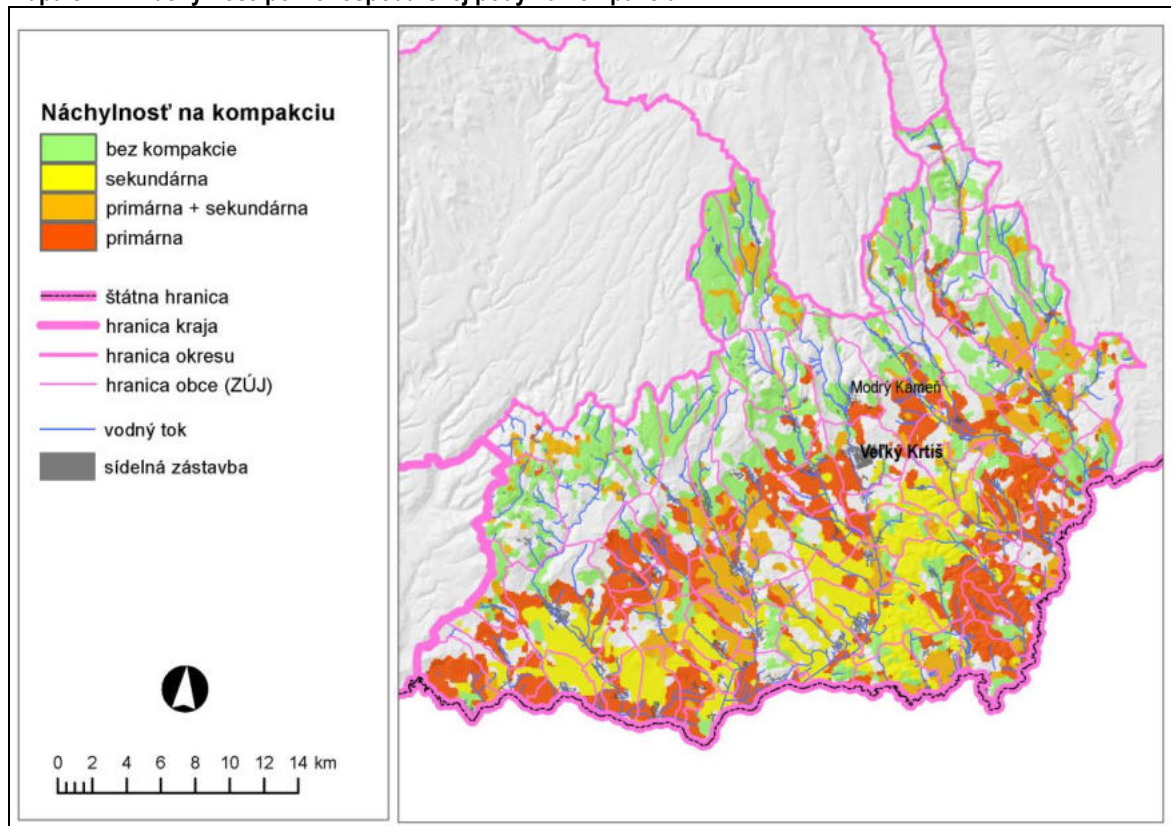 Náchylnosť na kompakciu
bez kompakcie
sekundárna
primárna + sekundárna
primárna
štátna hranica
hranica kraja
hranica okresu
hranica obce (ZÚJ)
vodný tok
sídelná zástavba
0 2 4 6 8 10 12 14 km
Modrý Kameň
Veľký Krtíš